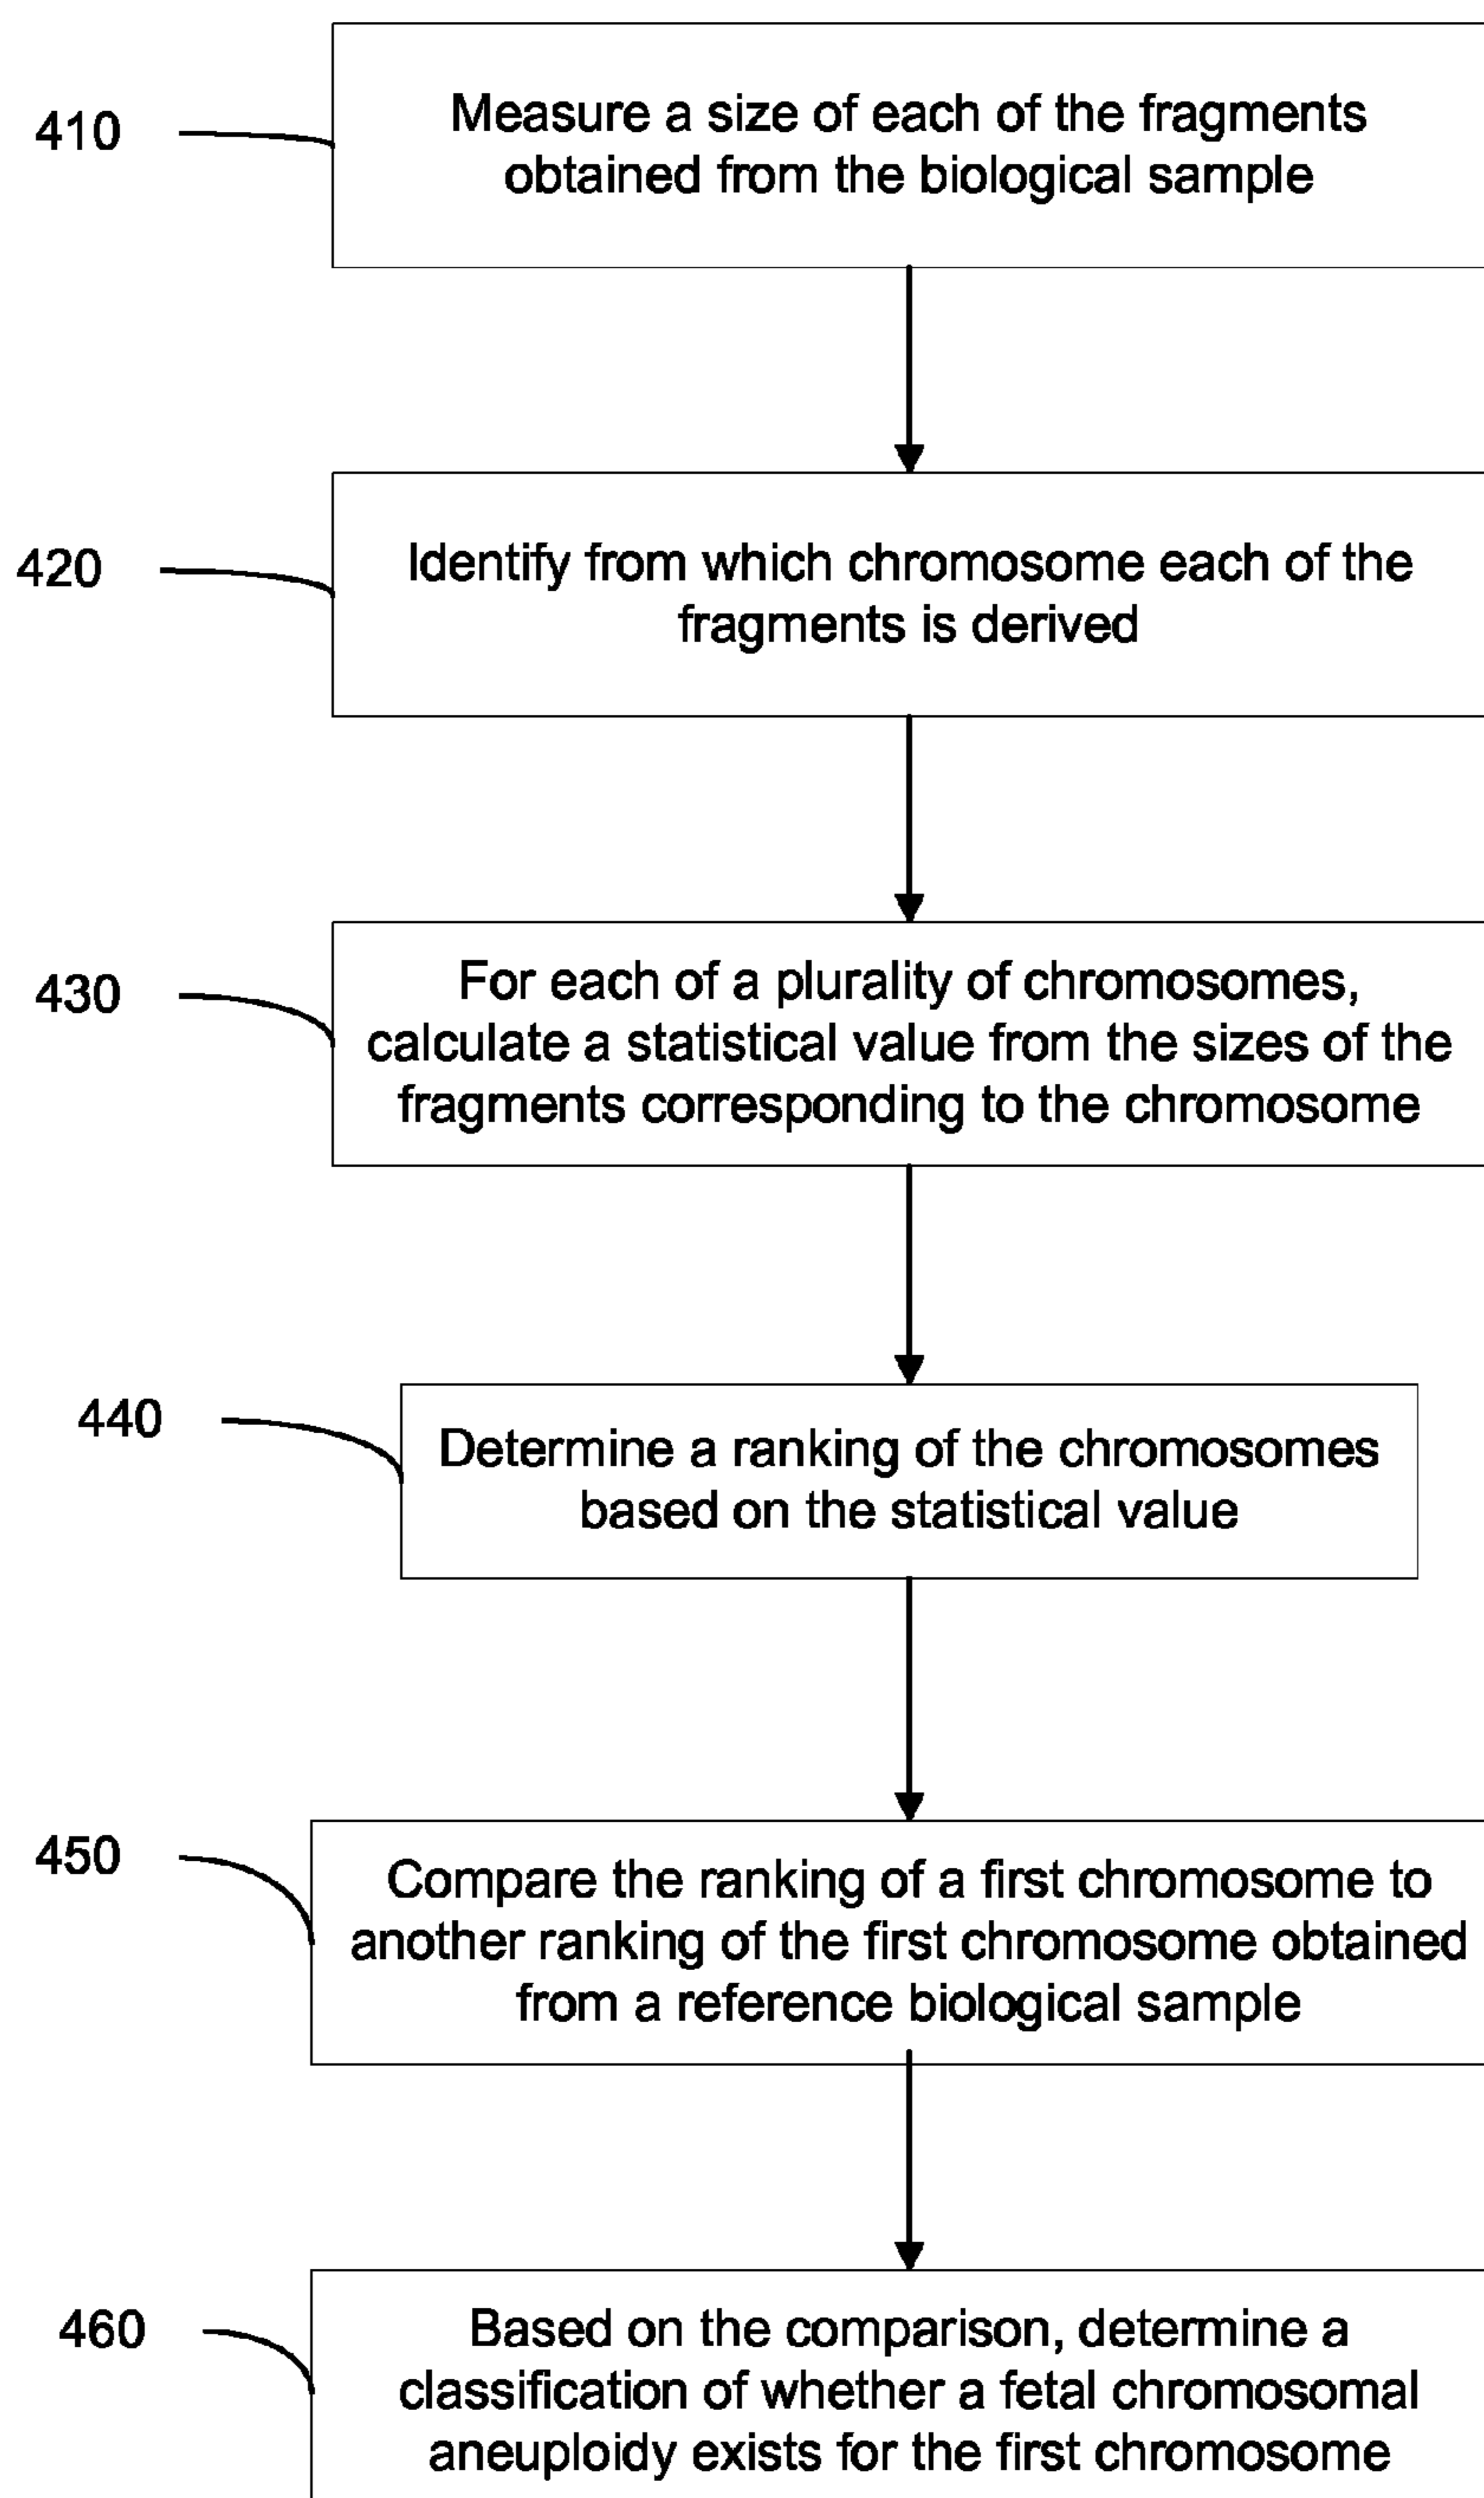 410
Measure a size of each of the fragments
obtained from the biological sample
420
Identify from which chromosome each of the
fragments is derived
430
For each of a plurality of chromosomes,
calculate a statistical value from the sizes of the
fragments corresponding to the chromosome
440
Determine a ranking of the chromosomes
based on the statistical value
450
Compare the ranking of a first chromosome to
another ranking of the first chromosome obtained
from a reference biological sample
460
Based on the comparison, determine a
classification of whether a fetal chromosomal
aneuploidy exists for the first chromosome